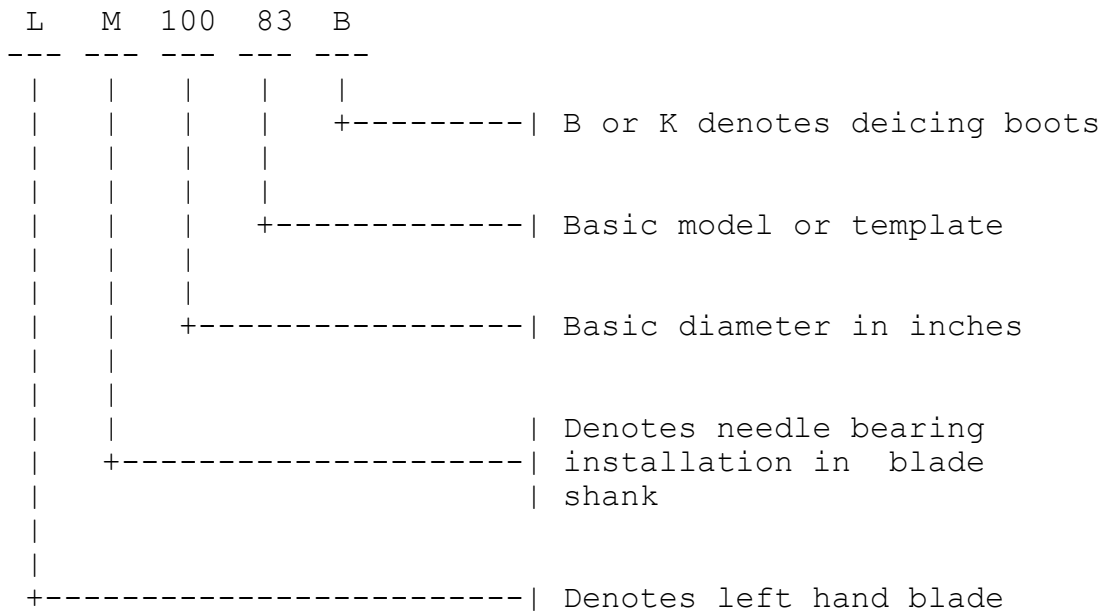 L M 100 83 B
B or K denotes deicing boots
Basic model or template
Basic diameter in inches
Denotes needle bearing
installation in blade
shank
Denotes left hand blade